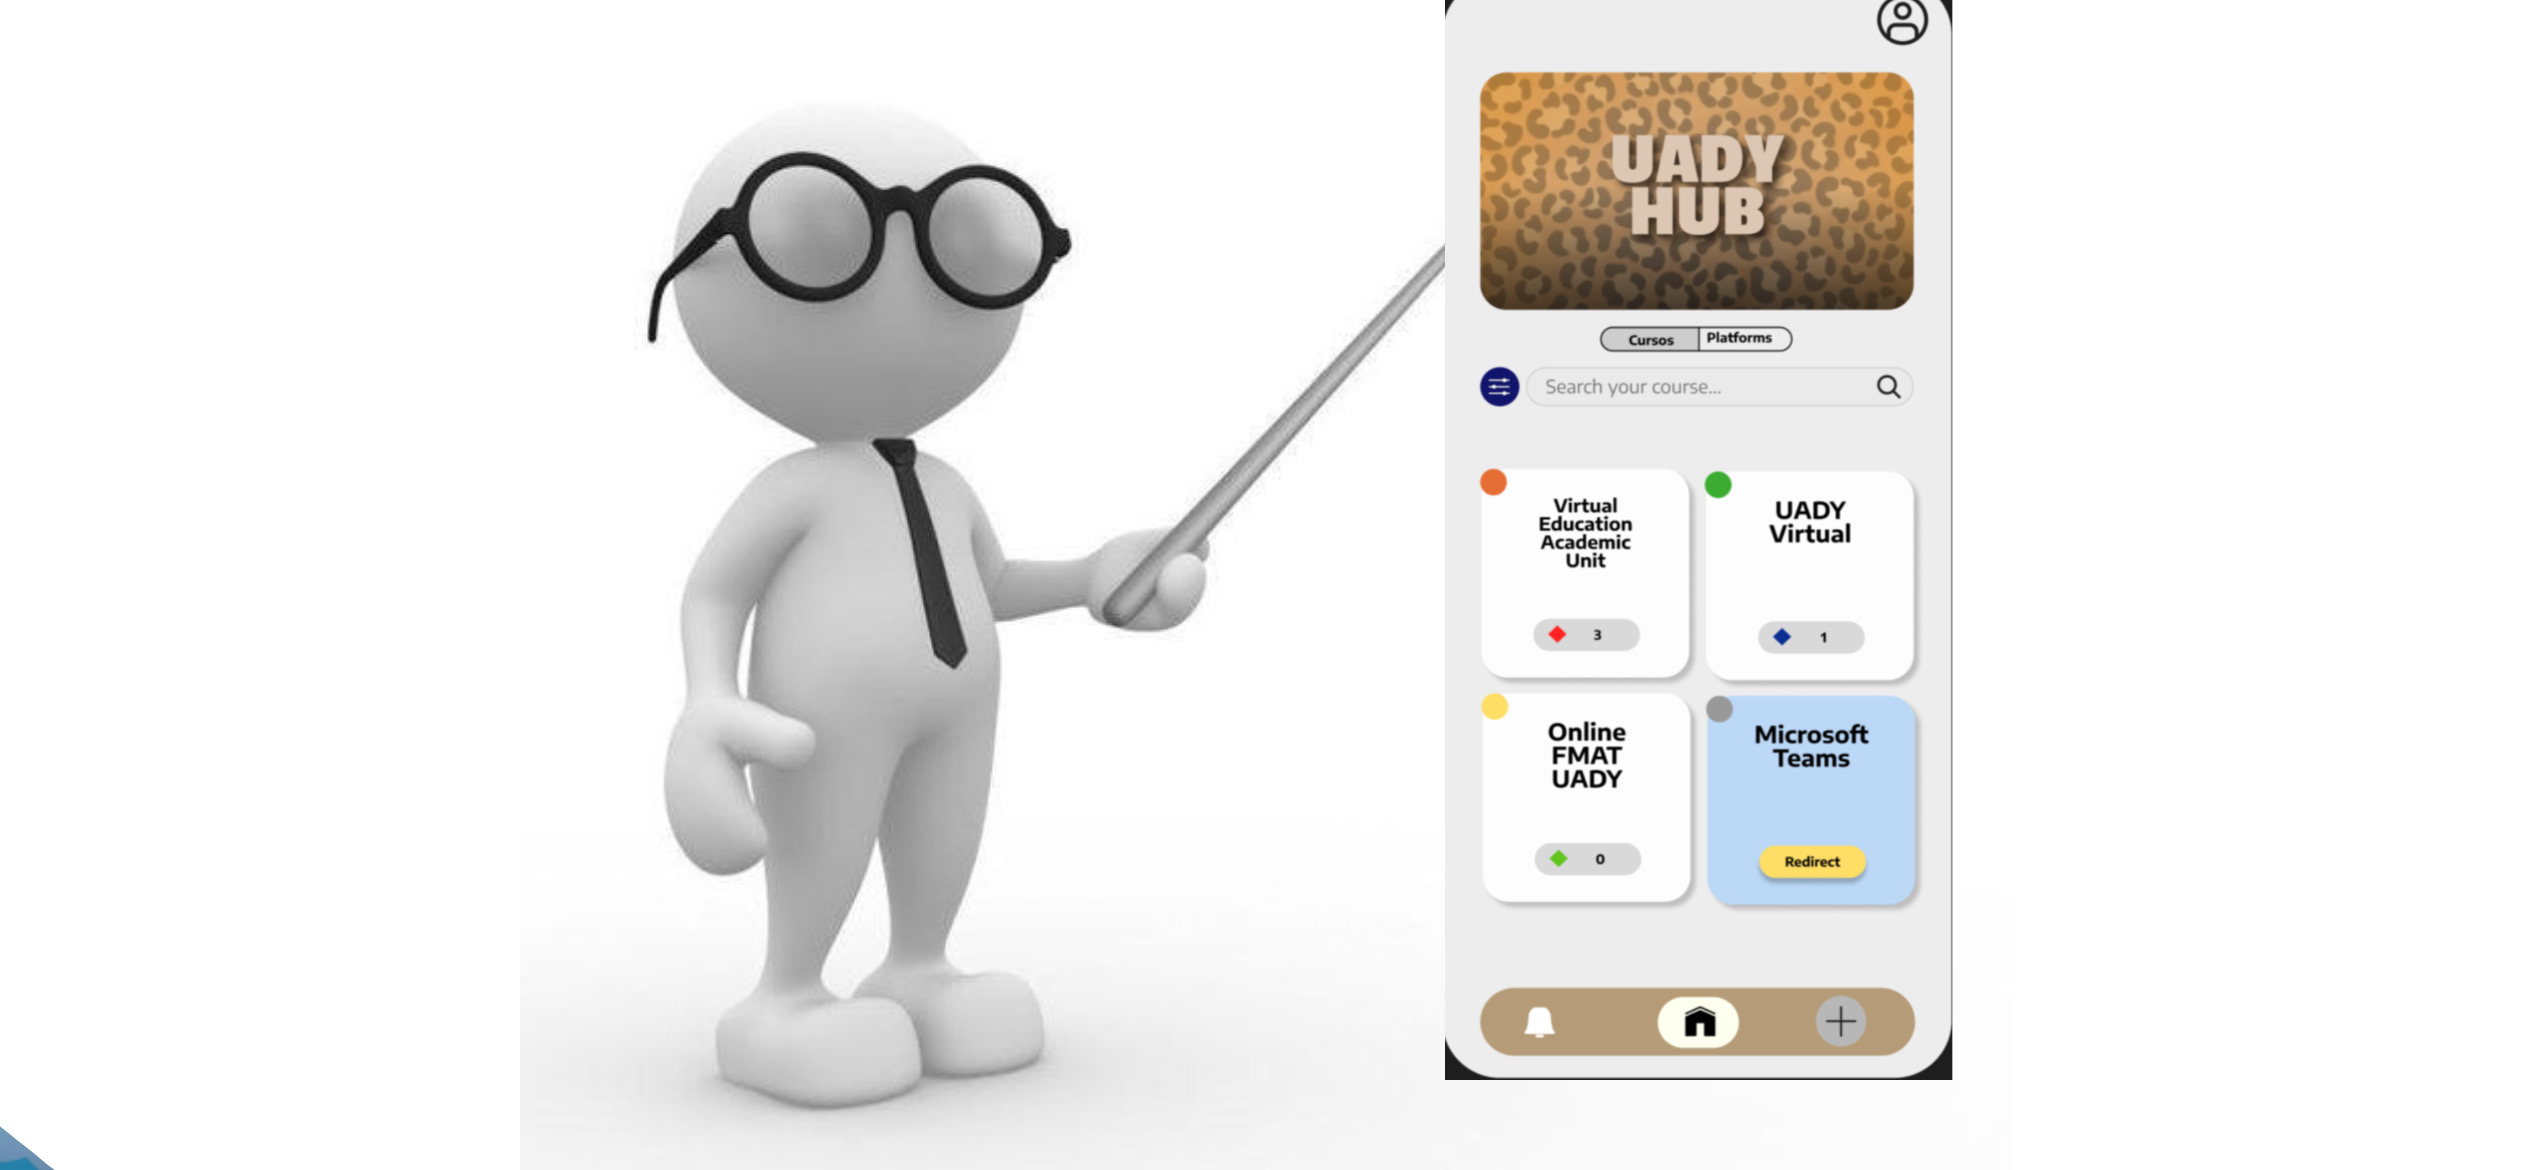 UADY
HUB
Cursos
Platforms
Search your course...
Virtual
Education
Academic
Unit
3
UADY
Virtual
1
Online
FMAT
UADY
0
Microsoft
Teams
Redirect